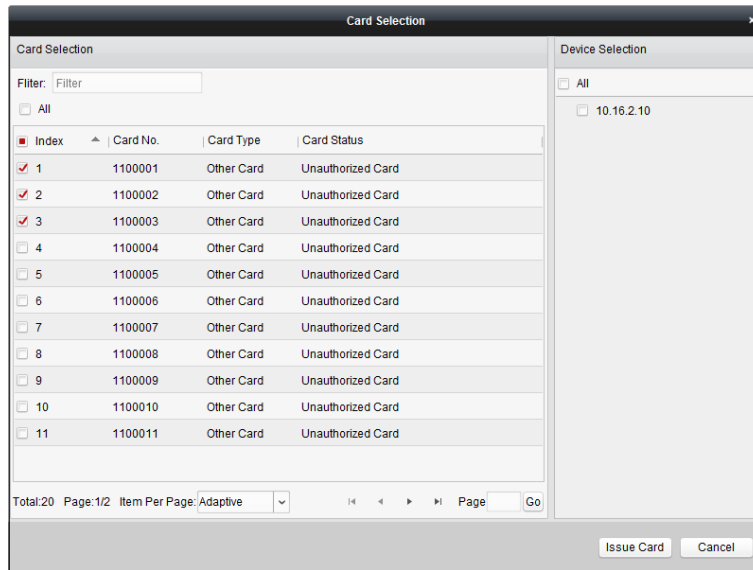 Card Selection
Card Selection
Device Selection
Fliter: Filter
All
All
10.16.2.10
Index Card No. Card Type Card Status
1 1100001 Other Card Unauthorized Card
2 1100002 Other Card Unauthorized Card
3 1100003 Other Card Unauthorized Card
4 1100004 Other Card Unauthorized Card
5 1100005 Other Card Unauthorized Card
6 1100006 Other Card Unauthorized Card
7 1100007 Other Card Unauthorized Card
8 1100008 Other Card Unauthorized Card
9 1100009 Other Card Unauthorized Card
10 1100010 Other Card Unauthorized Card
11 1100011 Other Card Unauthorized Card
Total:20 Page:1/2 Item Per Page: Adaptive Page Go
Issue Card Cancel